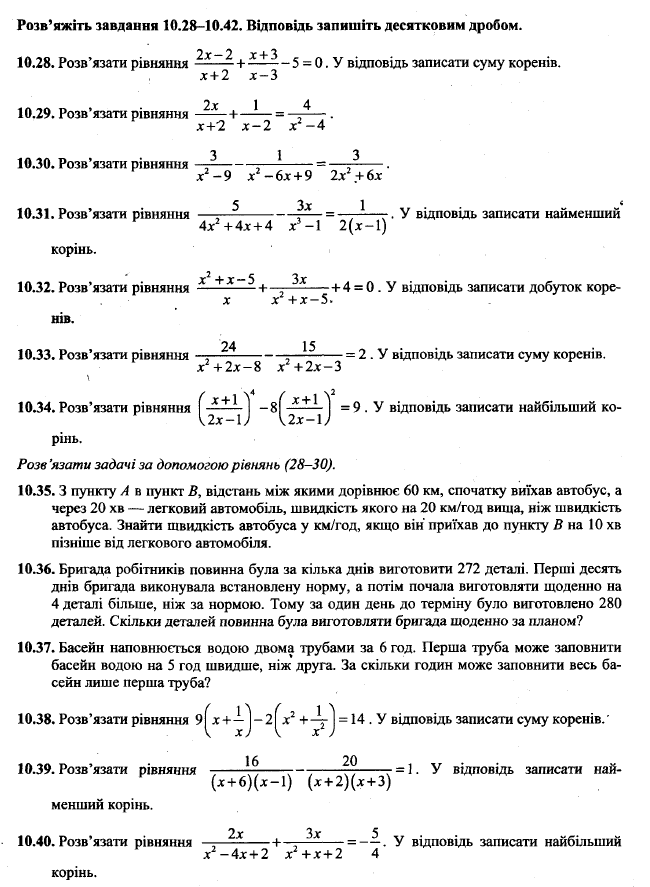 Розв'яжіть завдання 10.28–10.42. Відповідь запишіть десятковим дробом.
10.28. Розв'язати рівняння (2x−2)/(x+2) + (x+3)/(x−3) − 5 = 0. У відповідь записати суму коренів.
10.29. Розв'язати рівняння 2x/(x+2) + 1/(x−2) = 4/(x²−4).
10.30. Розв'язати рівняння 3/(x²−9) − 1/(x²−6x+9) = 3/(2x²+6x).
10.31. Розв'язати рівняння 5/(4x²+4x+4) − 3x/(x³−1) = 1/(2(x−1)). У відповідь записати найменший
корінь.
10.32. Розв'язати рівняння (x²+x−5)/x + 3x/(x²+x−5) + 4 = 0. У відповідь записати добуток коре-
нів.
10.33. Розв'язати рівняння 24/(x²+2x−8) − 15/(x²+2x−3) = 2. У відповідь записати суму коренів.
10.34. Розв'язати рівняння ((x+1)/(2x−1))⁴ − 8((x+1)/(2x−1))² = 9. У відповідь записати найбільший ко-
рінь.
Розв'язати задачі за допомогою рівнянь (28–30).
10.35. З пункту A в пункт B, відстань між якими дорівнює 60 км, спочатку виїхав автобус, а
через 20 хв — легковий автомобіль, швидкість якого на 20 км/год вища, ніж швидкість
автобуса. Знайти швидкість автобуса у км/год, якщо він приїхав до пункту B на 10 хв
пізніше від легкового автомобіля.
10.36. Бригада робітників повинна була за кілька днів виготовити 272 деталі. Перші десять
днів бригада виконувала встановлену норму, а потім почала виготовляти щоденно на
4 деталі більше, ніж за нормою. Тому за один день до терміну було виготовлено 280
деталей. Скільки деталей повинна була виготовляти бригада щоденно за планом?
10.37. Басейн наповнюється водою двома трубами за 6 год. Перша труба може заповнити
басейн водою на 5 год швидше, ніж друга. За скільки годин може заповнити весь ба-
сейн лише перша труба?
10.38. Розв'язати рівняння 9(x + 1/x) − 2(x² + 1/x²) = 14. У відповідь записати суму коренів.
10.39. Розв'язати рівняння 16/((x+6)(x−1)) − 20/((x+2)(x+3)) = 1. У відповідь записати най-
менший корінь.
10.40. Розв'язати рівняння 2x/(x²−4x+2) + 3x/(x²+x+2) = −5/4. У відповідь записати найбільший
корінь.